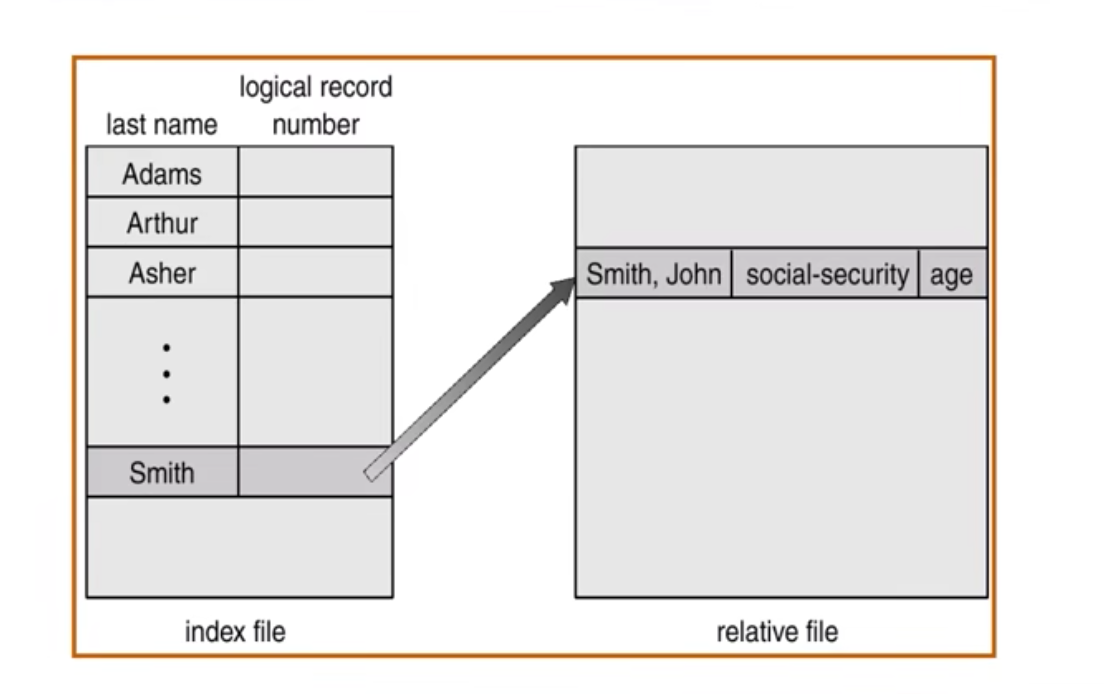 logical record
last name number
Adams
Arthur
Asher
Smith
Smith, John social-security age
index file
relative file